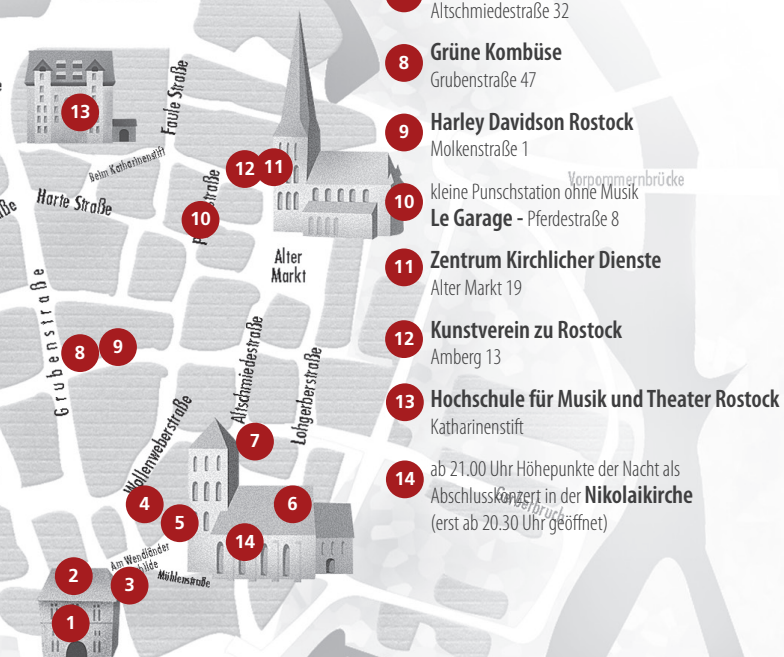 Altschmiedestraße 32
8
Grüne Kombüse
Grubenstraße 47
9
Harley Davidson Rostock
Molkenstraße 1
10
kleine Punschstation ohne Musik
Le Garage - Pferdestraße 8
11
Zentrum Kirchlicher Dienste
Alter Markt 19
12
Kunstverein zu Rostock
Amberg 13
13
Hochschule für Musik und Theater Rostock
Katharinenstift
14
ab 21.00 Uhr Höhepunkte der Nacht als
Abschlusskonzert in der Nikolaikirche
(erst ab 20.30 Uhr geöffnet)
13
Faule Straße
Beim Katharinenstift
Harte Straße
12
11
10
Vorpommernbrücke
Alter
Markt
Grubenstraße
8
9
Altschmiedestraße
Lohgerberstraße
Wollenweberstraße
7
4
5
6
14
Am Wendländer
Mühlenstraße
2
3
1